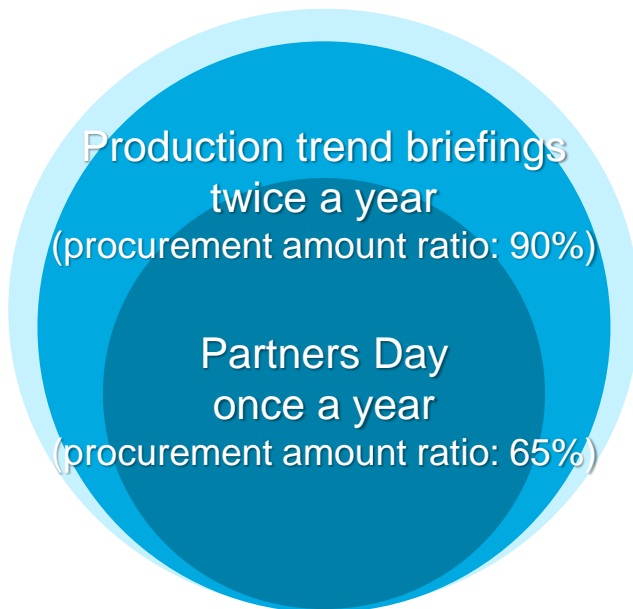 Production trend briefings
twice a year
(procurement amount ratio: 90%)
Partners Day
once a year
(procurement amount ratio: 65%)